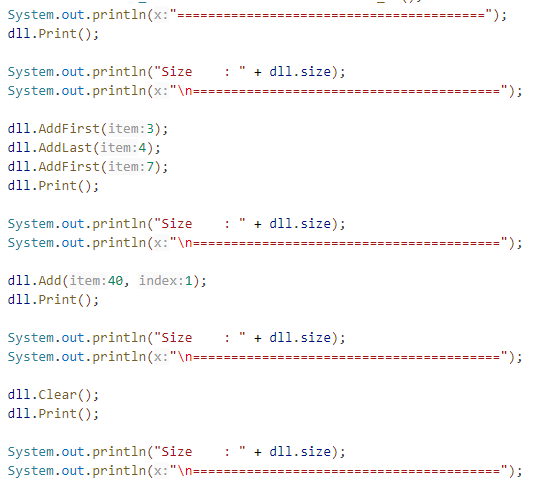 System.out.println(x:"========================================");
dll.Print();
System.out.println("Size    : " + dll.size);
System.out.println(x:"\n========================================");
dll.AddFirst(item:3);
dll.AddLast(item:4);
dll.AddFirst(item:7);
dll.Print();
System.out.println("Size    : " + dll.size);
System.out.println(x:"\n========================================");
dll.Add(item:40, index:1);
dll.Print();
System.out.println("Size    : " + dll.size);
System.out.println(x:"\n========================================");
dll.Clear();
dll.Print();
System.out.println("Size    : " + dll.size);
System.out.println(x:"\n========================================");